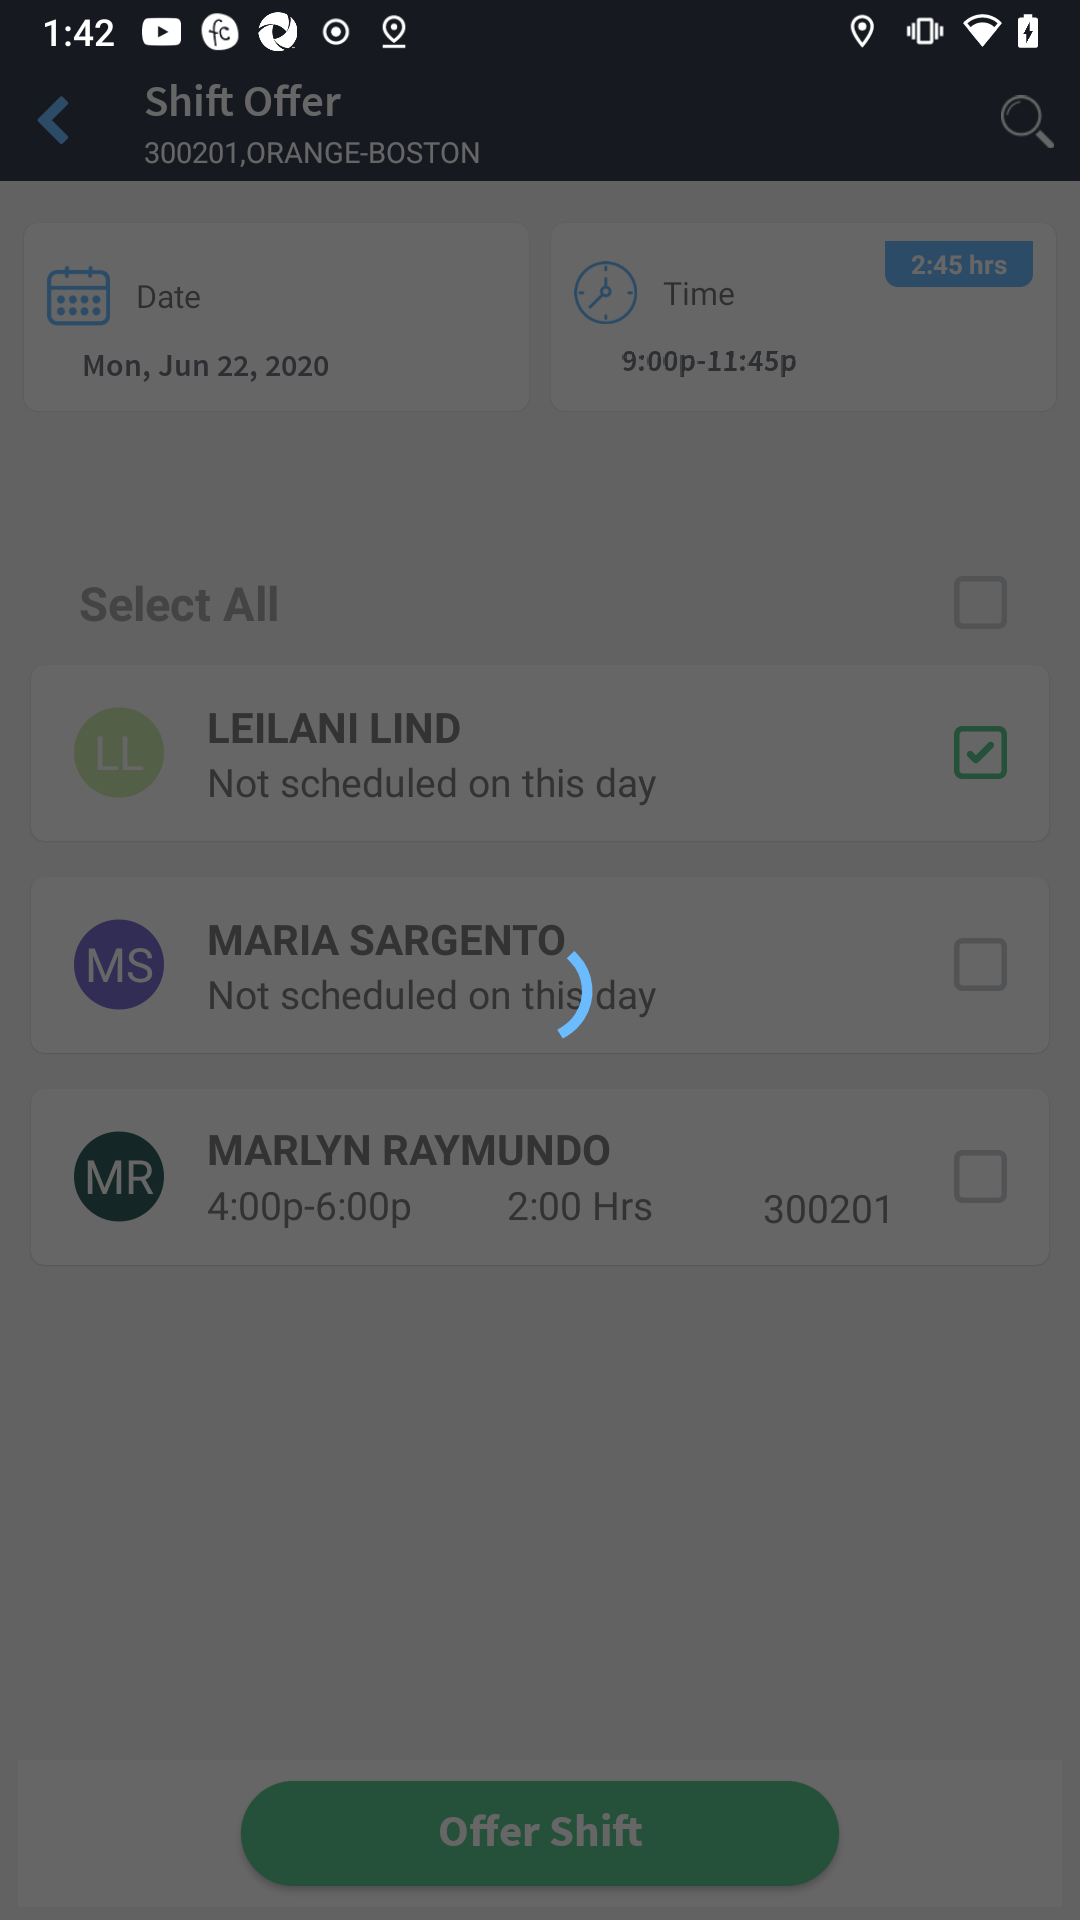 1:42
Shift Offer
300201,ORANGE-BOSTON
Date
Mon, Jun 22, 2020
2:45 hrs
Time
9:00p-11:45p
Select All
LL
LEILANI LIND
Not scheduled on this day
MS
MARIA SARGENTO
Not scheduled on this day
MR
MARLYN RAYMUNDO
4:00p-6:00p 2:00 Hrs 300201
Offer Shift